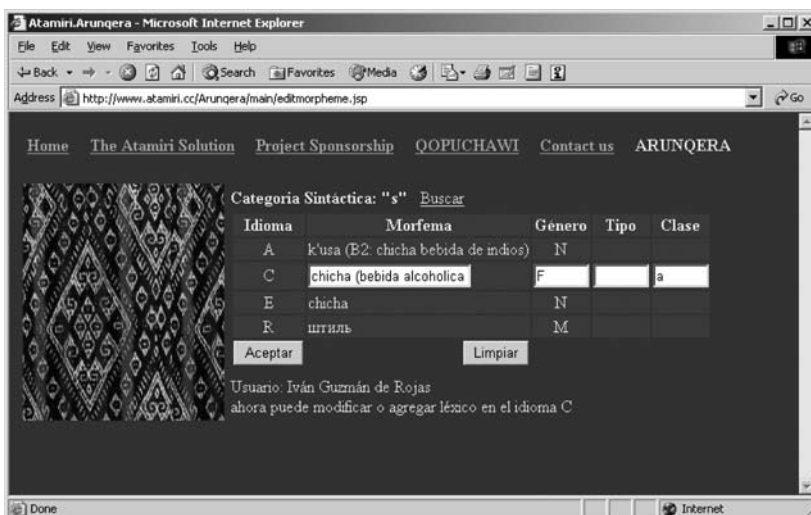 Atamiri.Arunqera - Microsoft Internet Explorer
File Edit View Favorites Tools Help
Back Search Favorites Media
Address http://www.atamiri.cc/Arunqera/main/editmorpheme.jsp Go
Home The Atamiri Solution Project Sponsorship QOPUCHAWI Contact us ARUNQERA
Categoria Sintáctica: "s" Buscar
Idioma Morfema Género Tipo Clase
A k'usa (B2: chicha bebida de indios) N
C chicha (bebida alcoholica F a
E chicha N
R штиль M
Aceptar Limpiar
Usuario: Iván Guzmán de Rojas
ahora puede modificar o agregar léxico en el idioma C
Done Internet